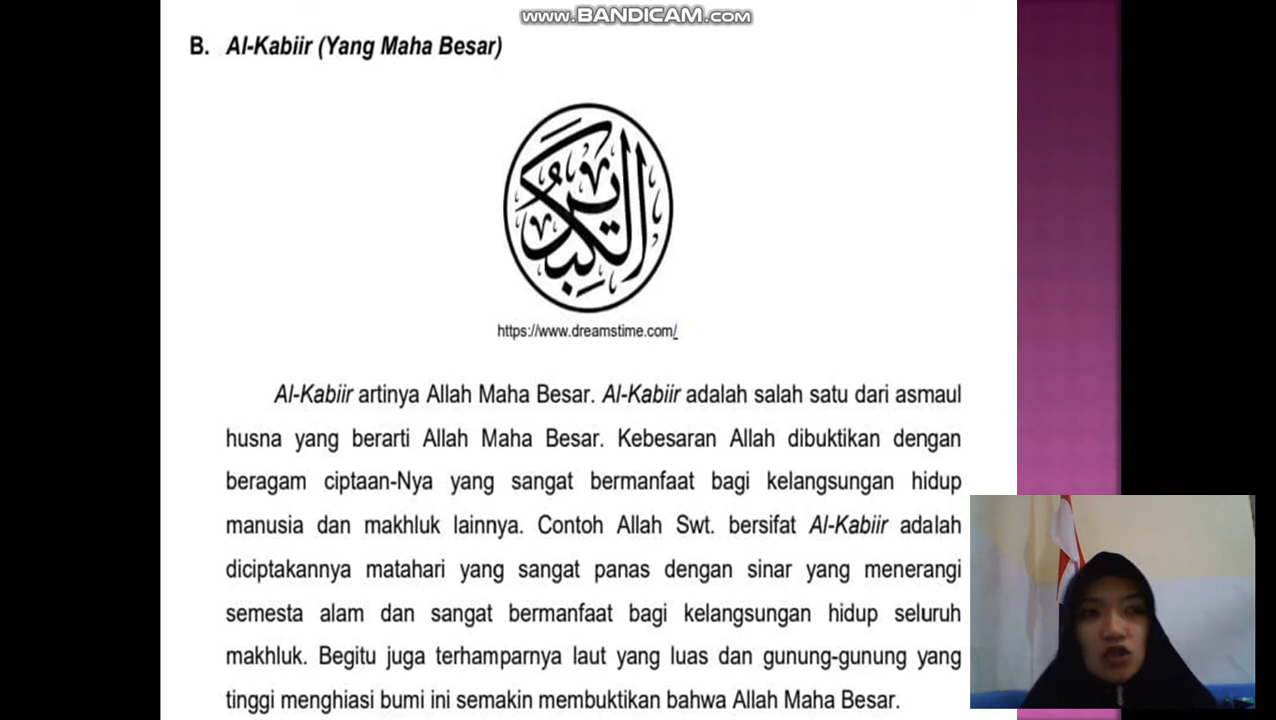 www.BANDICAM.com
B. Al-Kabiir (Yang Maha Besar)
الْكَبِيرُ
https://www.dreamstime.com/
Al-Kabiir artinya Allah Maha Besar. Al-Kabiir adalah salah satu dari asmaul
husna yang berarti Allah Maha Besar. Kebesaran Allah dibuktikan dengan
beragam ciptaan-Nya yang sangat bermanfaat bagi kelangsungan hidup
manusia dan makhluk lainnya. Contoh Allah Swt. bersifat Al-Kabiir adalah
diciptakannya matahari yang sangat panas dengan sinar yang menerangi
semesta alam dan sangat bermanfaat bagi kelangsungan hidup seluruh
makhluk. Begitu juga terhamparnya laut yang luas dan gunung-gunung yang
tinggi menghiasi bumi ini semakin membuktikan bahwa Allah Maha Besar.